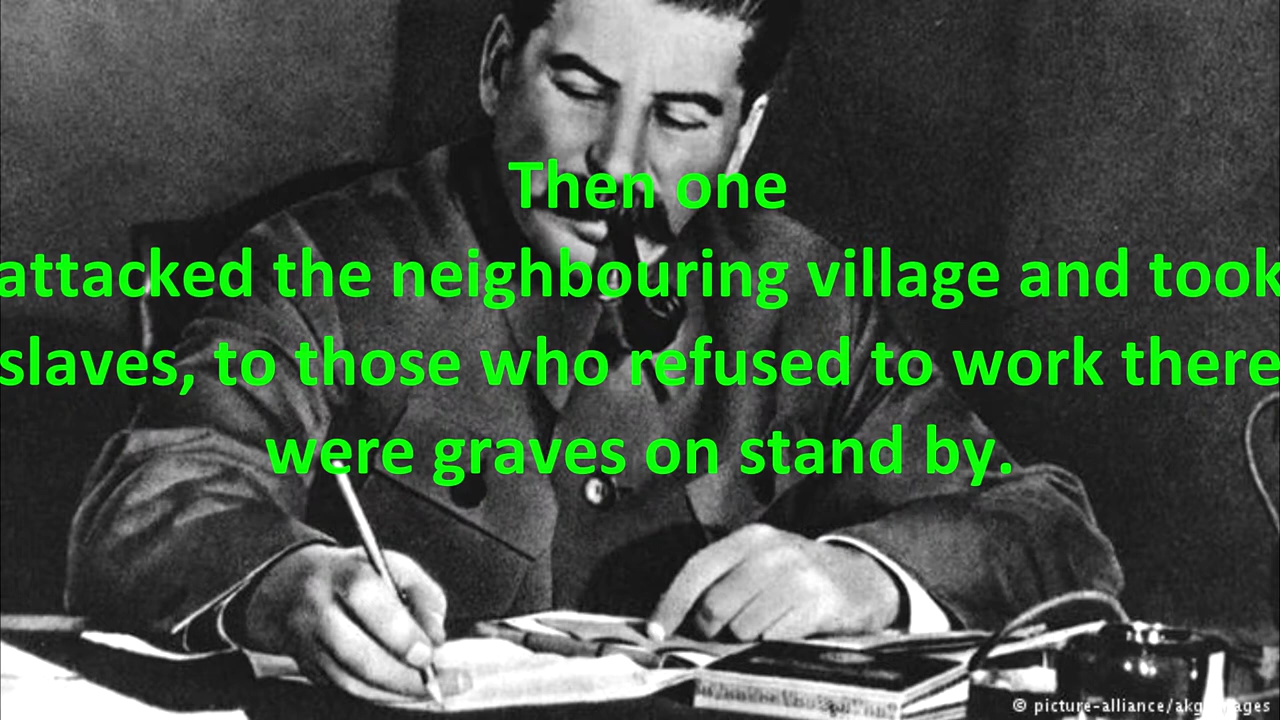 Then one
attacked the neighbouring village and took
slaves, to those who refused to work there
were graves on stand by.
© picture-alliance/akg-images